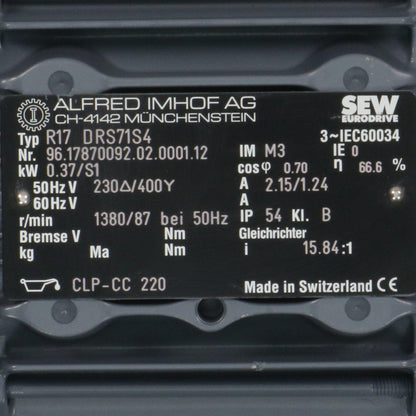 ALFRED IMHOF AG
CH-4142 MÜNCHENSTEIN
SEW
EURODRIVE
Typ R17 DRS71S4 3~IEC60034
Nr. 96.17870092.02.0001.12 IM M3 IE 0
kW 0.37/S1 cosφ 0.70 η 66.6 %
50Hz V 230Δ/400Y A 2.15/1.24
60Hz V A
r/min 1380/87 bei 50Hz IP 54 Kl. B
Bremse V Nm Gleichrichter
kg Ma Nm i 15.84:1
CLP-CC 220 Made in Switzerland CE